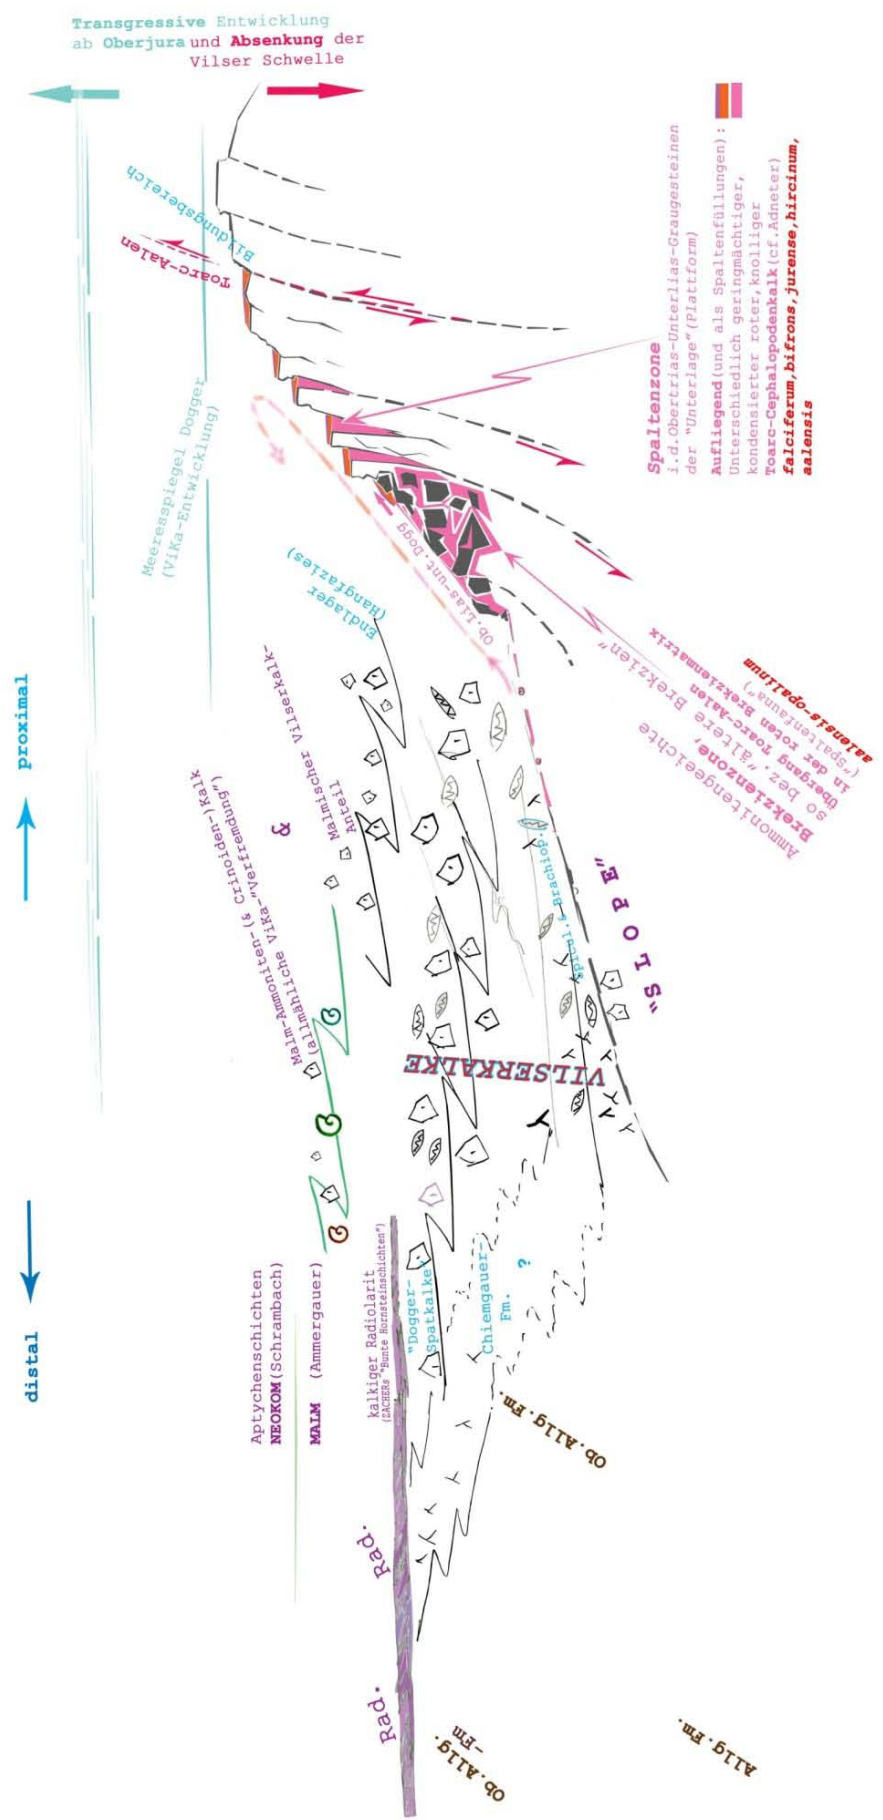 Transgressive Entwicklung
ab Oberjura und Absenkung der
Vilser Schwelle
Bildungsbereich
Toarc-Aalen
Meeresspiegel Dogger
(ViKa-Entwicklung)
Spaltenzone
i.d.Obertrias-Unterlias-Graugesteinen
der "Unterlage"(Plattform)
Aufliegend(und als Spaltenfüllungen):
Unterschiedlich geringmächtiger,
kondensierter roter,knolliger
Toarc-Cephalopodenkalk(cf.Adneter)
falciferum,bifrons,jurense,hircinum,
aalensis
Ob.Lias-unt.Dogg
Endlager
(Hangfazies)
Ammonitengeeichte
Brekzienzone,
so bez."ältere Brekzien"
Übergang Toarc-Aalen
in der roten Brekzienmatrix
("Spaltenfauna")
aalensis-opalinum
proximal
Malm-Ammoniten-(& Crinoiden-)Kalk
(allmähliche ViKa-"Verfremdung")
&
Malmischer Vilserkalk-
Anteil
Spicul.& Brachiop.
"SLOPE"
VILSERKALKE
distal
Aptychenschichten
NEOKOM(Schrambach)
MALM (Ammergauer)
kalkiger Radiolarit
(ZACHERs "Bunte Hornsteinschichten")
"Dogger-
Spatkalke"
Chiemgauer-
Fm. ?
Ob.Allg.Fm.
Rad.
Rad.
Ob.Allg.
-Fm
Allg.Fm.